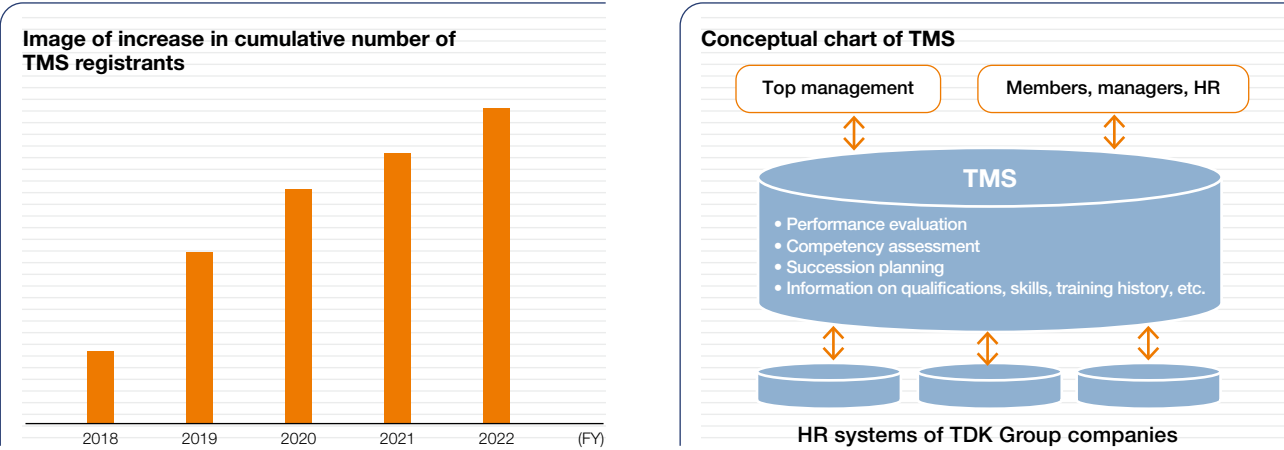 Image of increase in cumulative number of
TMS registrants
2018 2019 2020 2021 2022 (FY)
Conceptual chart of TMS
Top management
Members, managers, HR
TMS
• Performance evaluation
• Competency assessment
• Succession planning
• Information on qualifications, skills, training history, etc.
HR systems of TDK Group companies